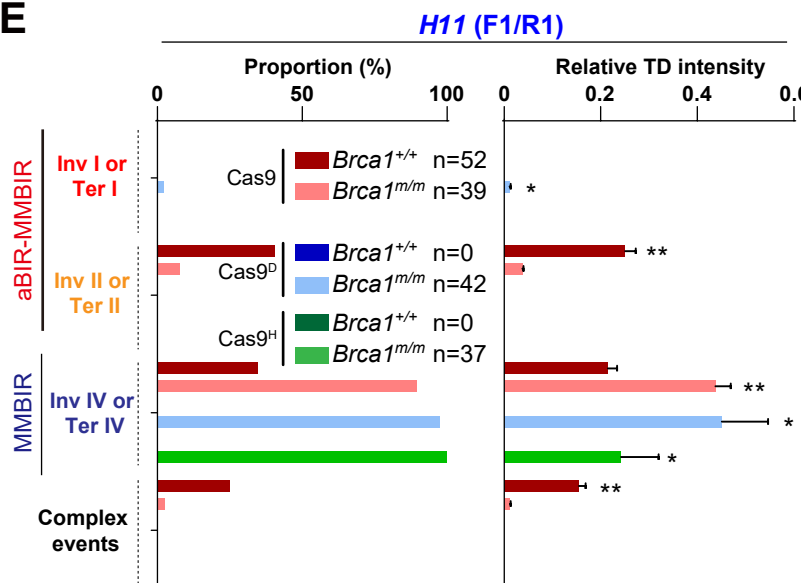 E
H11 (F1/R1)
Proportion (%)
Relative TD intensity
0 50 100
0 0.2 0.4
aBIR-MMBIR
Inv I or
Ter I
Cas9
Brca1+/+ n=52
Brca1m/m n=39
*
Inv II or
Ter II
Cas9D
Brca1+/+ n=0
Brca1m/m n=42
**
Cas9H
Brca1+/+ n=0
Brca1m/m n=37
MMBIR
Inv IV or
Ter IV
**
*
*
Complex
events
**